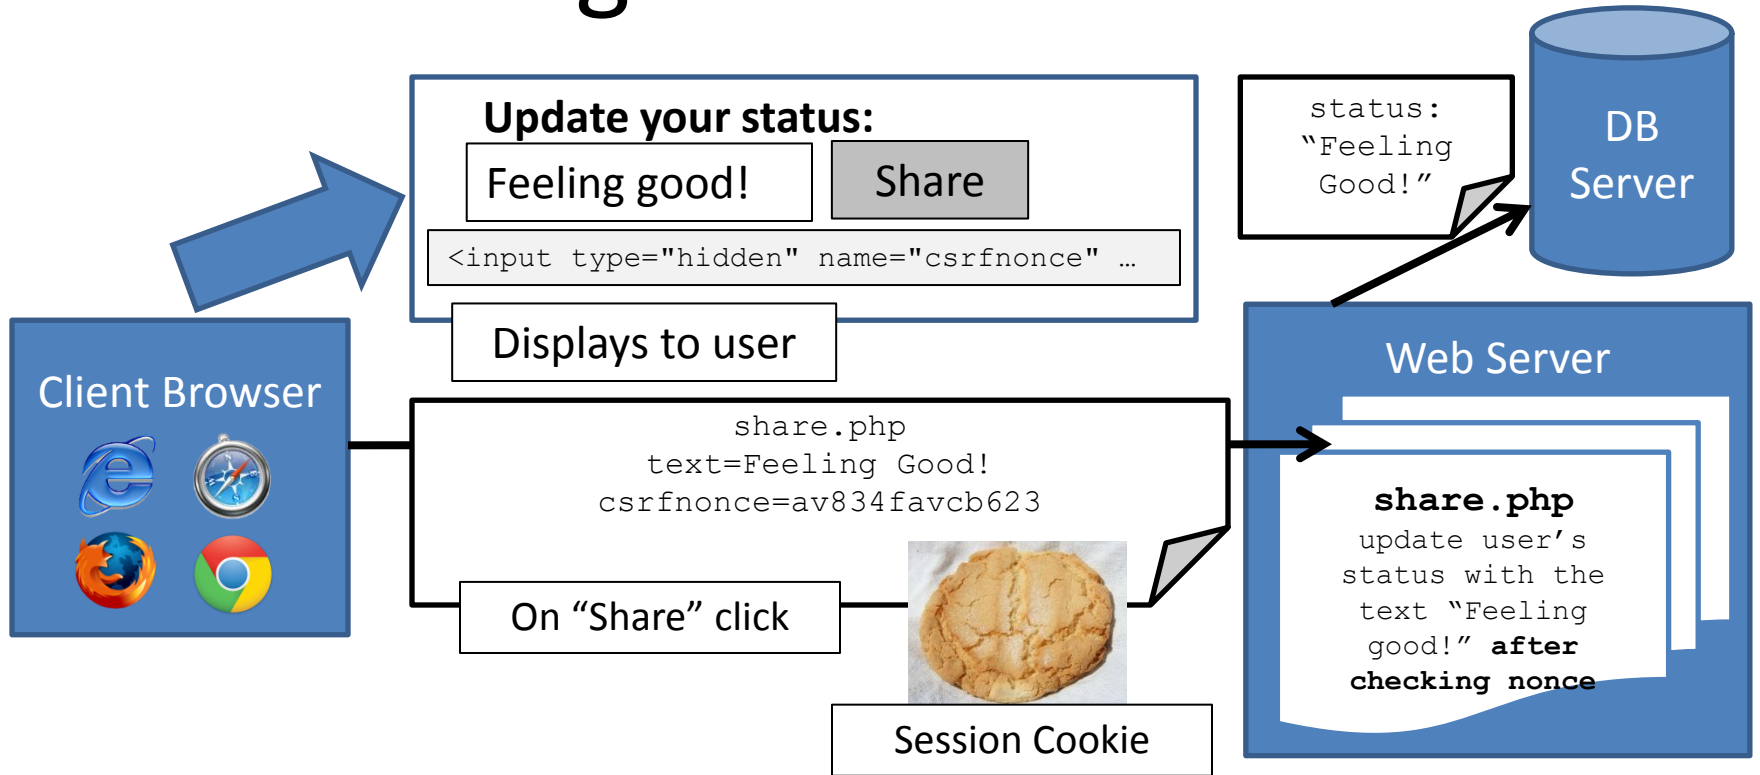 Update your status:
Feeling good!
Share
<input type="hidden" name="csrfnonce" …
Displays to user
status:
“Feeling
Good!”
DB
Server
Client Browser
share.php
text=Feeling Good!
csrfnonce=av834favcb623
On “Share” click
Session Cookie
Web Server
share.php
update user’s
status with the
text “Feeling
good!” after
checking nonce